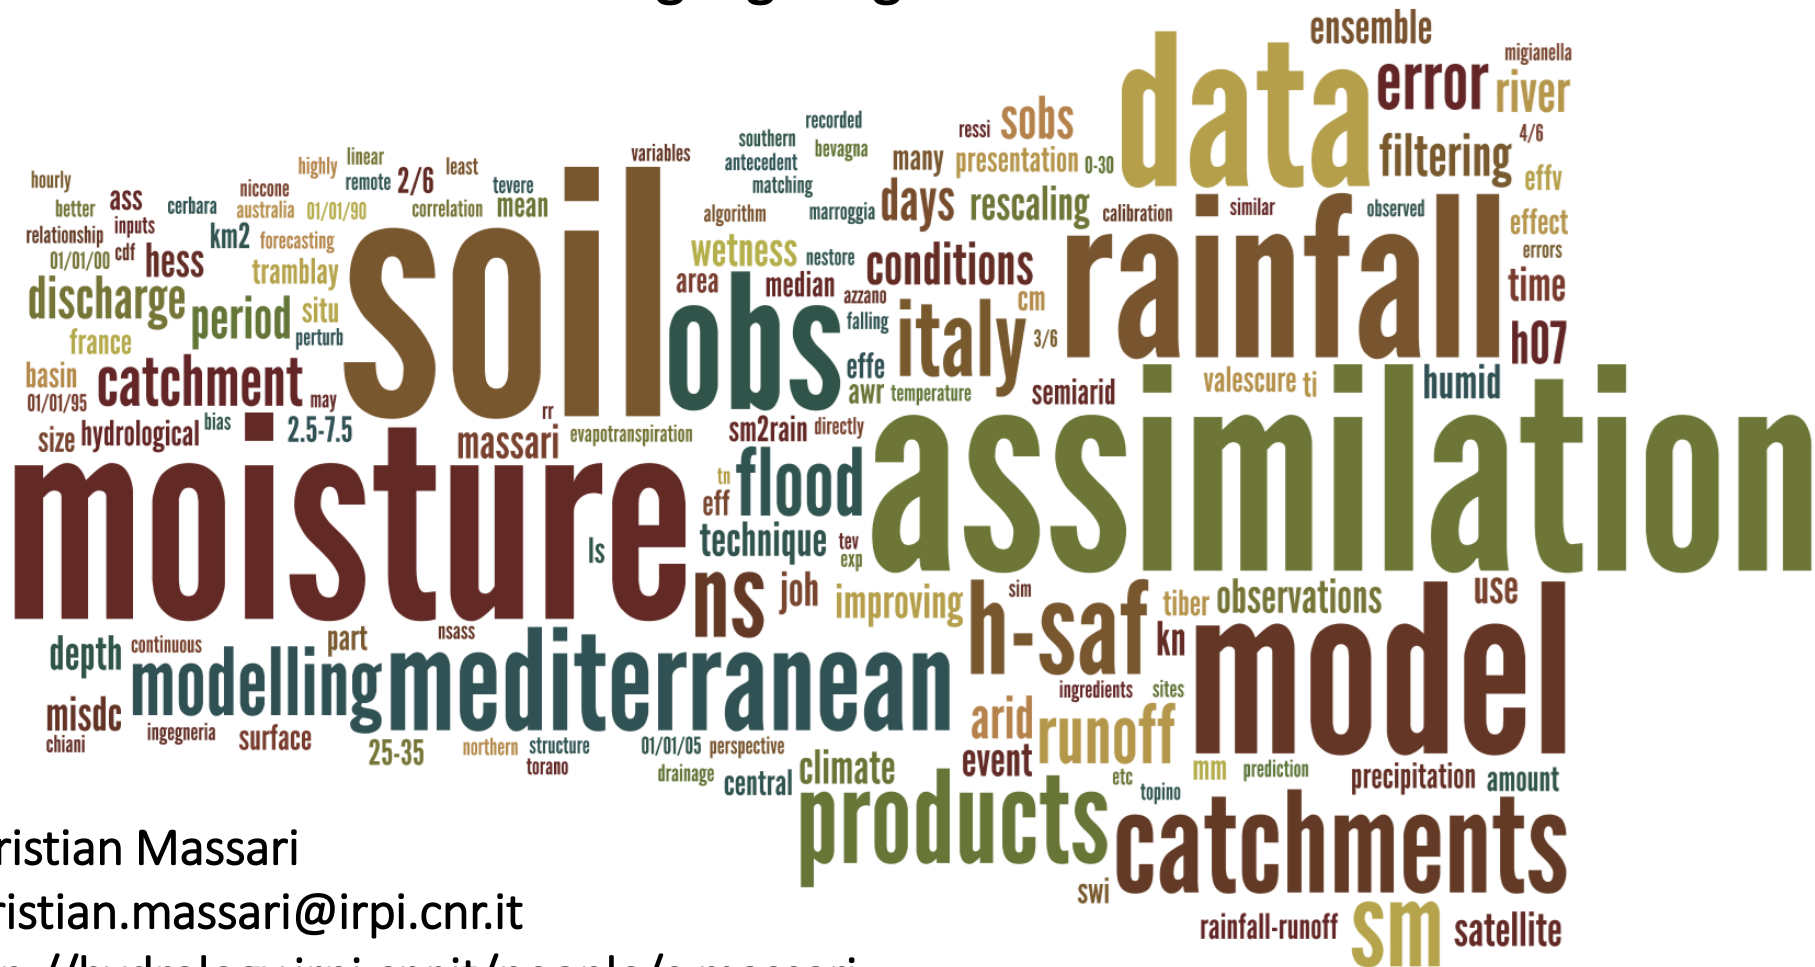 ensemble
migianella
data
error
river
recorded
sobs
4/6
southern
ressi
filtering
bevagna
linear
variables
antecedent
many
presentation
0-30
highly
least
hourly
remote
2/6
matching
effv
niccone
tevere
days
rescaling
better
ass
cerbara
australia
01/01/90
correlation
mean
soil
algorithm
marroggia
calibration
similar
observed
rainfall
inputs
relationship
km2
forecasting
effect
cdf
wetness
nestore
conditions
errors
01/01/00
hess
tramblay
area
median
time
discharge
period
situ
obs
azzano
italy
cm
perturb
falling
3/6
h07
france
effe
basin
catchment
awr
temperature
semiarid
valescure
ti
humid
01/01/95
may
rr
size
hydrological
bias
2.5-7.5
massari
evapotranspiration
sm2rain
directly
assimilation
moisture
tn
flood
eff
ls
technique
tev
exp
ns
joh
improving
sim
h-saf
tiber
observations
use
depth
continuous
part
nsass
kn
model
modelling
mediterranean
ingredients
sites
misdc
chiani
ingegneria
surface
arid
runoff
25-35
northern
structure
01/01/05
perspective
event
torano
drainage
central
climate
etc
mm
prediction
precipitation
amount
topino
products
catchments
swi
rainfall-runoff
sm
satellite
ristian Massari
ristian.massari@irpi.cnr.it